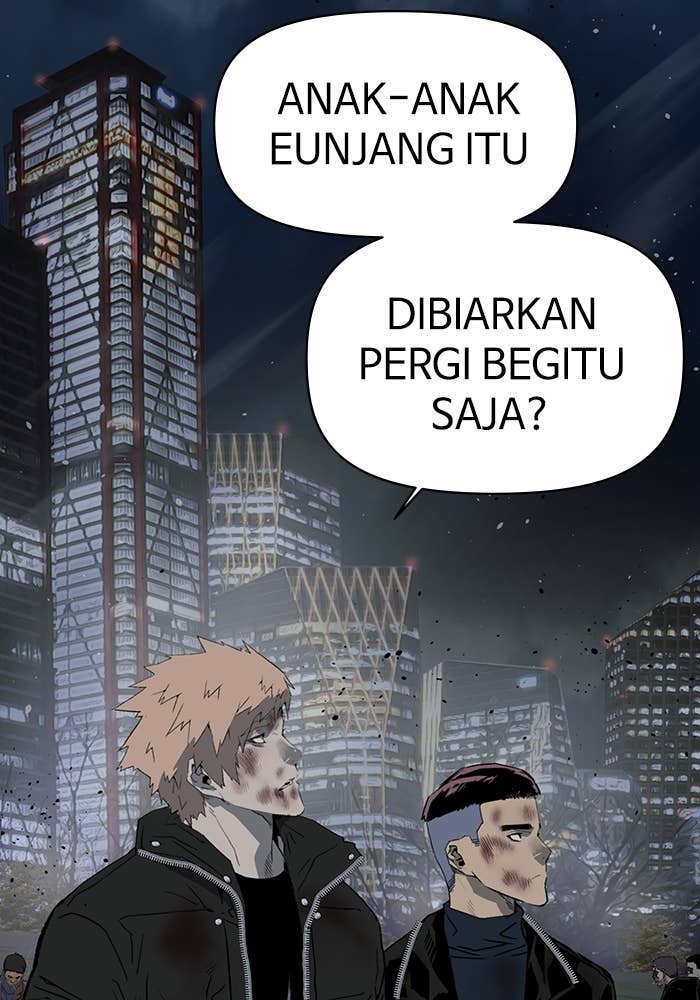 ANAK-ANAK
EUNJANG ITU
DIBIARKAN
PERGI BEGITU
SAJA?